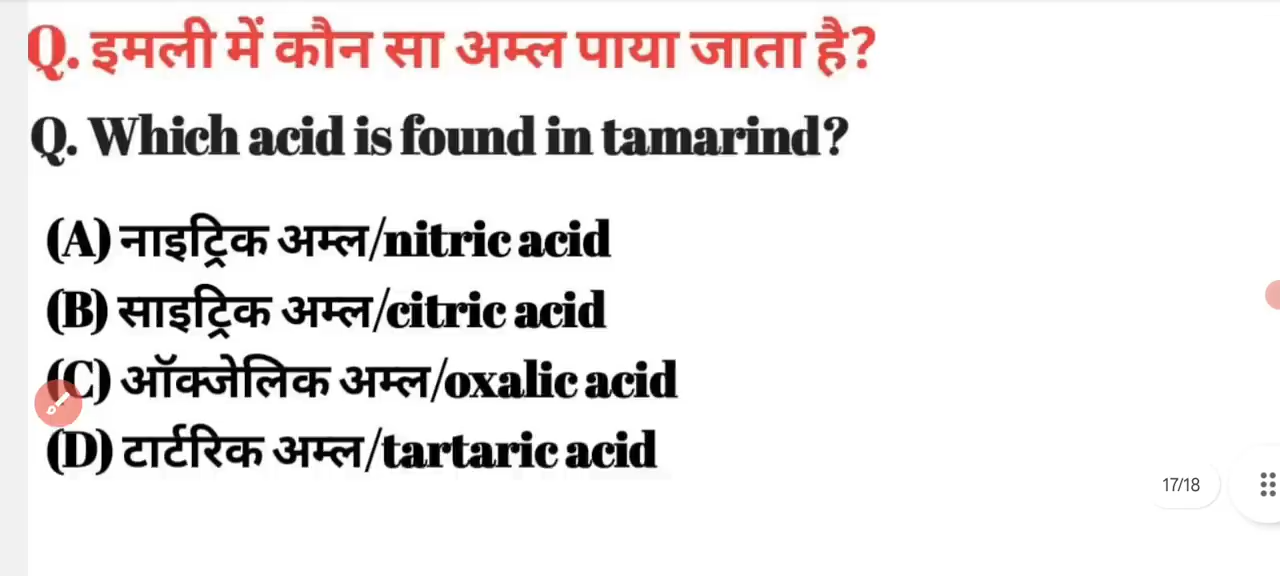 Q. इमली में कौन सा अम्ल पाया जाता है?
Q. Which acid is found in tamarind?
(A) नाइट्रिक अम्ल/nitric acid
(B) साइट्रिक अम्ल/citric acid
(C) ऑक्जेलिक अम्ल/oxalic acid
(D) टार्टरिक अम्ल/tartaric acid
17/18